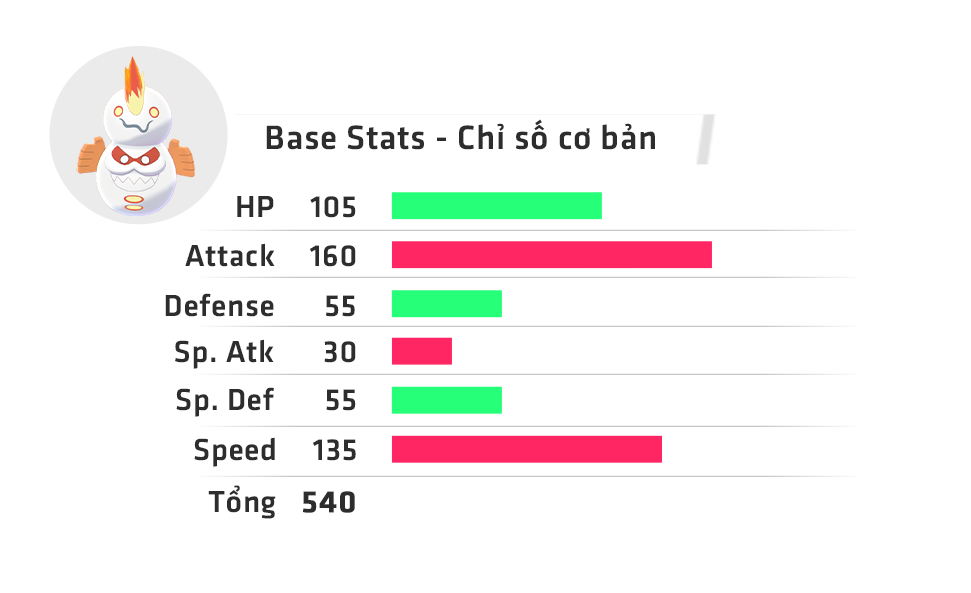 Base Stats - Chỉ số cơ bản
HP 105
Attack 160
Defense 55
Sp. Atk 30
Sp. Def 55
Speed 135
Tổng 540